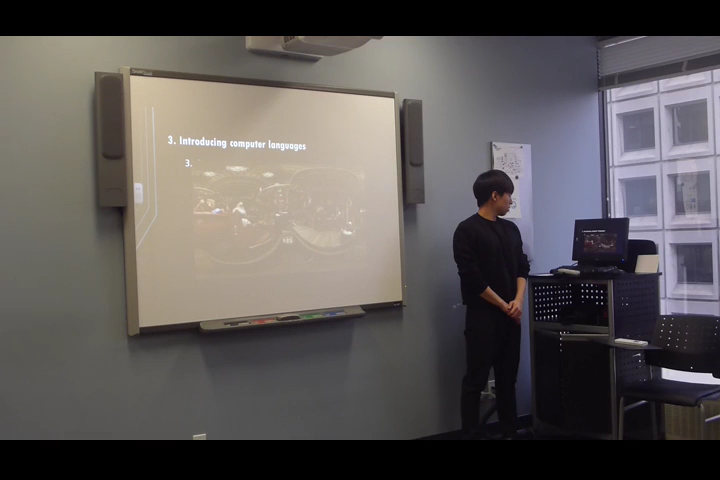 3. Introducing computer languages
3.